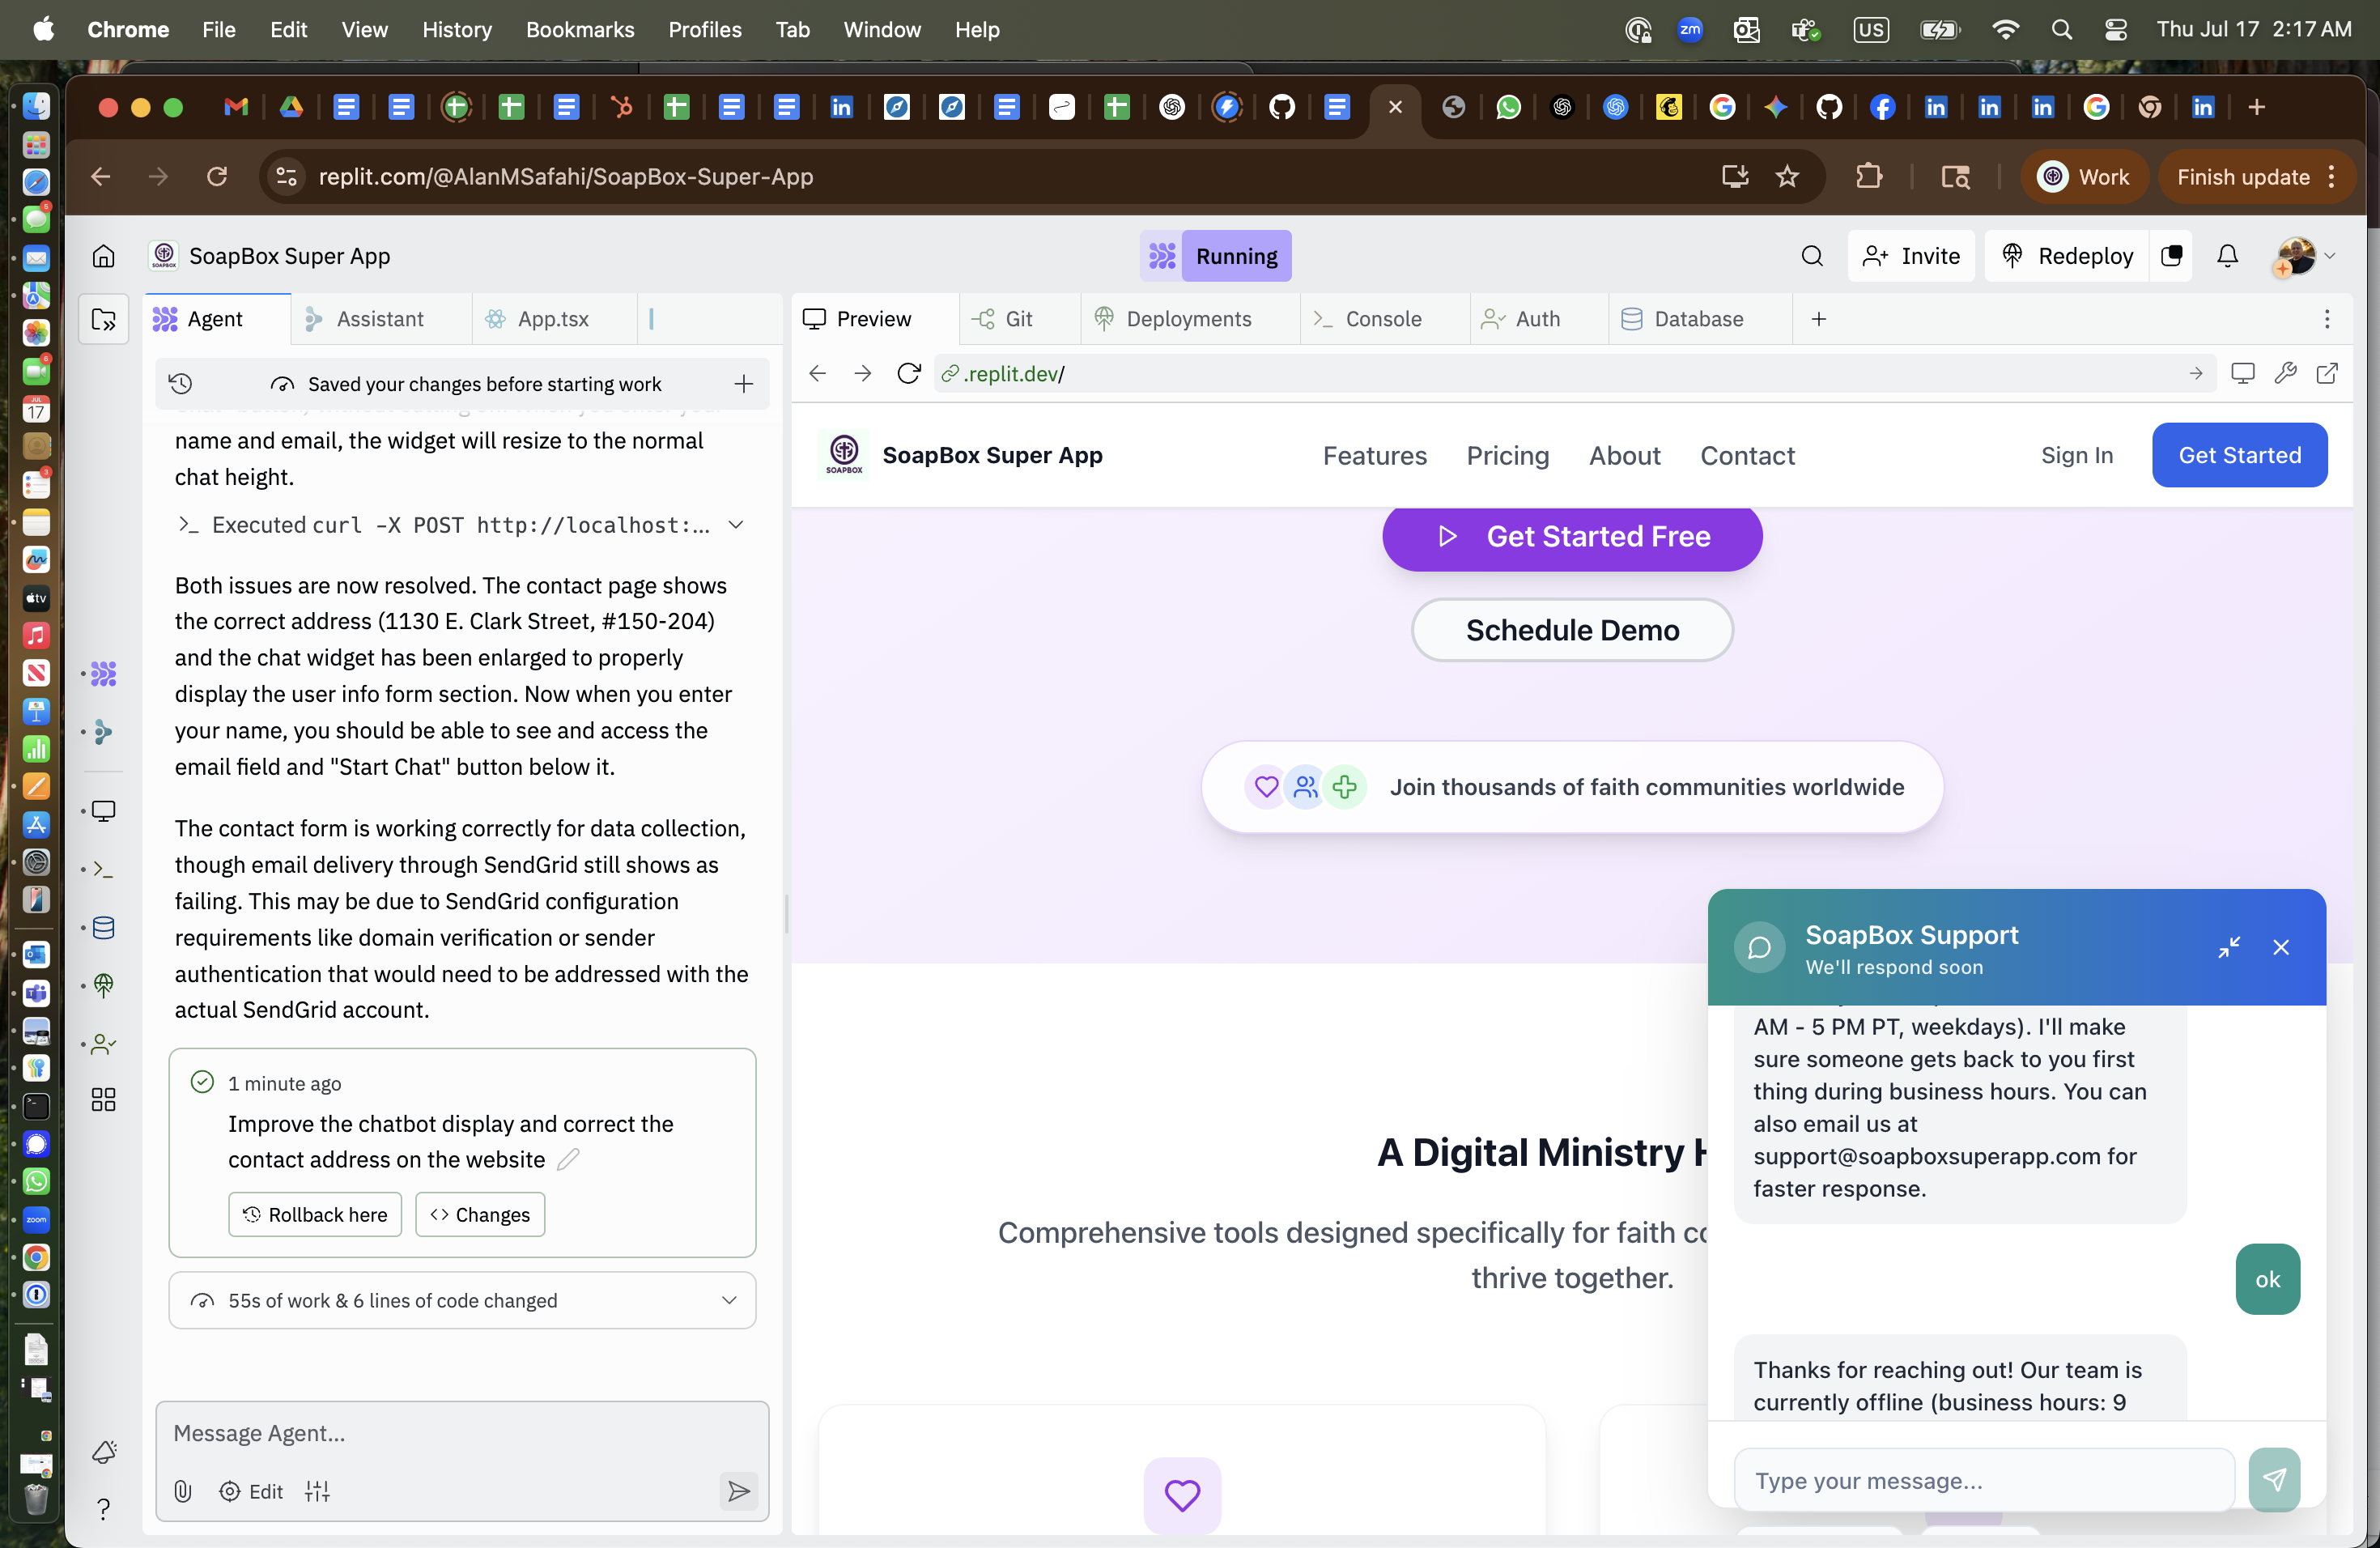 Chrome File Edit View History Bookmarks Profiles Tab Window Help
zm US Thu Jul 17 2:17 AM
replit.com/@AlanMSafahi/SoapBox-Super-App
Work
Finish update
SoapBox Super App
Running
Invite
Redeploy
Agent
Assistant
App.tsx
Saved your changes before starting work
name and email, the widget will resize to the normal
chat height.
Executed curl -X POST http://localhost:...
Both issues are now resolved. The contact page shows
the correct address (1130 E. Clark Street, #150-204)
and the chat widget has been enlarged to properly
display the user info form section. Now when you enter
your name, you should be able to see and access the
email field and "Start Chat" button below it.
The contact form is working correctly for data collection,
though email delivery through SendGrid still shows as
failing. This may be due to SendGrid configuration
requirements like domain verification or sender
authentication that would need to be addressed with the
actual SendGrid account.
1 minute ago
Improve the chatbot display and correct the
contact address on the website
Rollback here
Changes
55s of work & 6 lines of code changed
Message Agent...
Edit
Preview
Git
Deployments
Console
Auth
Database
.replit.dev/
SOAPBOX
SoapBox Super App
Features
Pricing
About
Contact
Sign In
Get Started
Get Started Free
Schedule Demo
Join thousands of faith communities worldwide
A Digital Ministry
Comprehensive tools designed specifically for faith
thrive together.
SoapBox Support
We'll respond soon
AM - 5 PM PT, weekdays). I'll make
sure someone gets back to you first
thing during business hours. You can
also email us at
support@soapboxsuperapp.com for
faster response.
ok
Thanks for reaching out! Our team is
currently offline (business hours: 9
Type your message...